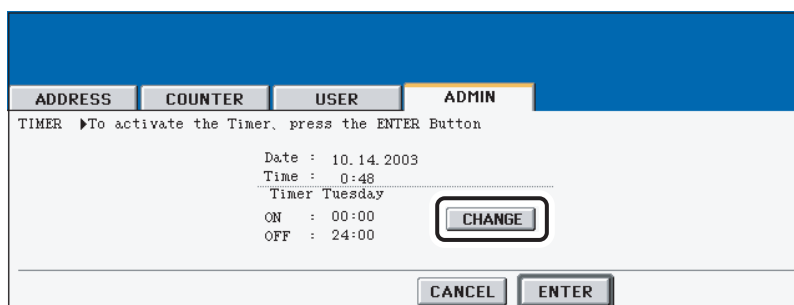 ADDRESS COUNTER USER ADMIN
TIMER ▶To activate the Timer, press the ENTER Button
Date : 10.14.2003
Time : 0:48
Timer Tuesday
ON : 00:00
OFF : 24:00
CHANGE
CANCEL ENTER